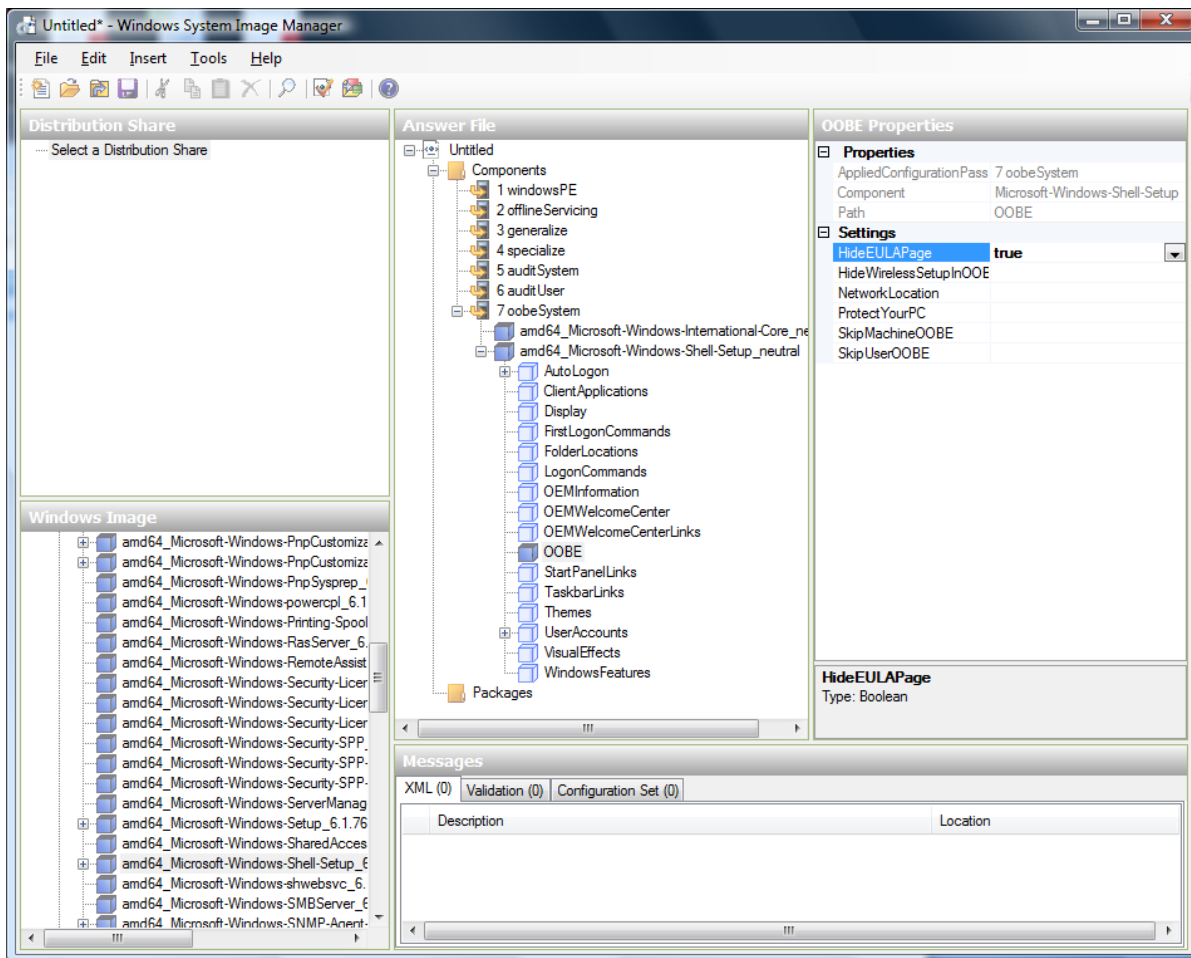 Untitled* - Windows System Image Manager
File Edit Insert Tools Help
Distribution Share
Select a Distribution Share
Windows Image
amd64_Microsoft-Windows-PnpCustomiza
amd64_Microsoft-Windows-PnpCustomiza
amd64_Microsoft-Windows-PnpSysprep_
amd64_Microsoft-Windows-powercpl_6.1
amd64_Microsoft-Windows-Printing-Spool
amd64_Microsoft-Windows-RasServer_6.
amd64_Microsoft-Windows-RemoteAssist
amd64_Microsoft-Windows-Security-Licer
amd64_Microsoft-Windows-Security-Licer
amd64_Microsoft-Windows-Security-Licer
amd64_Microsoft-Windows-Security-SPP_
amd64_Microsoft-Windows-Security-SPP-
amd64_Microsoft-Windows-Security-SPP-
amd64_Microsoft-Windows-ServerManag
amd64_Microsoft-Windows-Setup_6.1.76
amd64_Microsoft-Windows-SharedAcces
amd64_Microsoft-Windows-Shell-Setup_6
amd64_Microsoft-Windows-shwebsvc_6.
amd64_Microsoft-Windows-SMBServer_6
amd64_Microsoft-Windows-SNMP-Agent-
Answer File
Untitled
Components
1 windowsPE
2 offlineServicing
3 generalize
4 specialize
5 auditSystem
6 auditUser
7 oobeSystem
amd64_Microsoft-Windows-International-Core_ne
amd64_Microsoft-Windows-Shell-Setup_neutral
AutoLogon
ClientApplications
Display
FirstLogonCommands
FolderLocations
LogonCommands
OEMInformation
OEMWelcomeCenter
OEMWelcomeCenterLinks
OOBE
StartPanelLinks
TaskbarLinks
Themes
UserAccounts
VisualEffects
WindowsFeatures
Packages
OOBE Properties
Properties
AppliedConfigurationPass 7 oobeSystem
Component Microsoft-Windows-Shell-Setup
Path OOBE
Settings
HideEULAPage true
HideWirelessSetupInOOBE
NetworkLocation
ProtectYourPC
SkipMachineOOBE
SkipUserOOBE
HideEULAPage
Type: Boolean
Messages
XML (0) Validation (0) Configuration Set (0)
Description Location